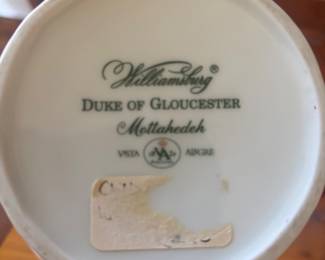 Williamsburg®
DUKE OF GLOUCESTER
Mottahedeh
VISTA ALEGRE